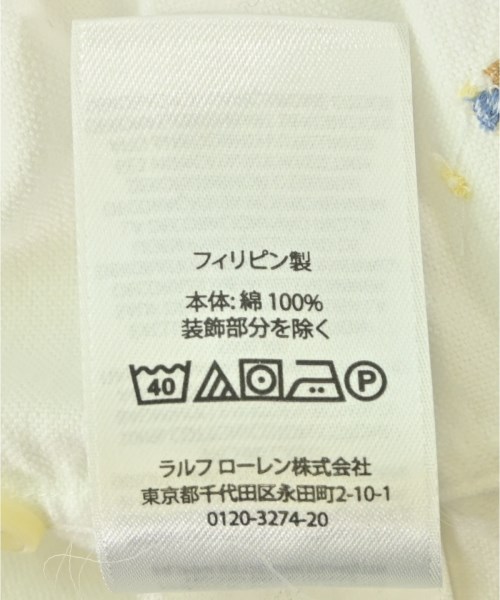 フィリピン製
本体: 綿 100%
装飾部分を除く
40 P
ラルフ ローレン株式会社
東京都千代田区永田町2-10-1
0120-3274-20